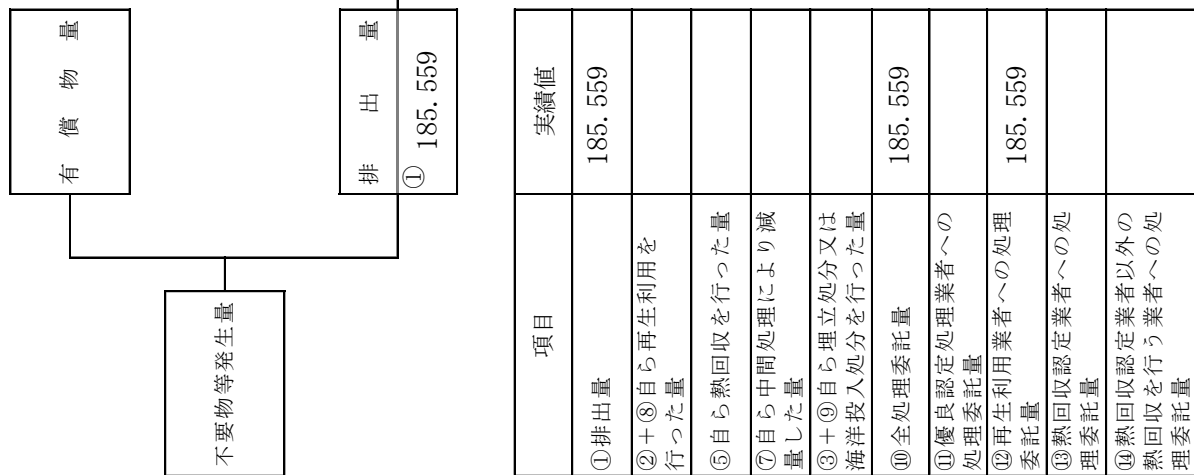 有 償 物 量
不要物等発生量
排 出 量
① 185.559
項目 実績値
①排出量 185.559
②+⑧自ら再生利用を
行った量
⑤自ら熱回収を行った量
⑦自ら中間処理により減
量した量
③+⑨自ら埋立処分又は
海洋投入処分を行った量
⑩全処理委託量 185.559
⑪優良認定処理業者への
処理委託量
⑫再生利用業者への処理
委託量 185.559
⑬熱回収認定業者への処
理委託量
⑭熱回収認定業者以外の
熱回収を行う業者への処
理委託量